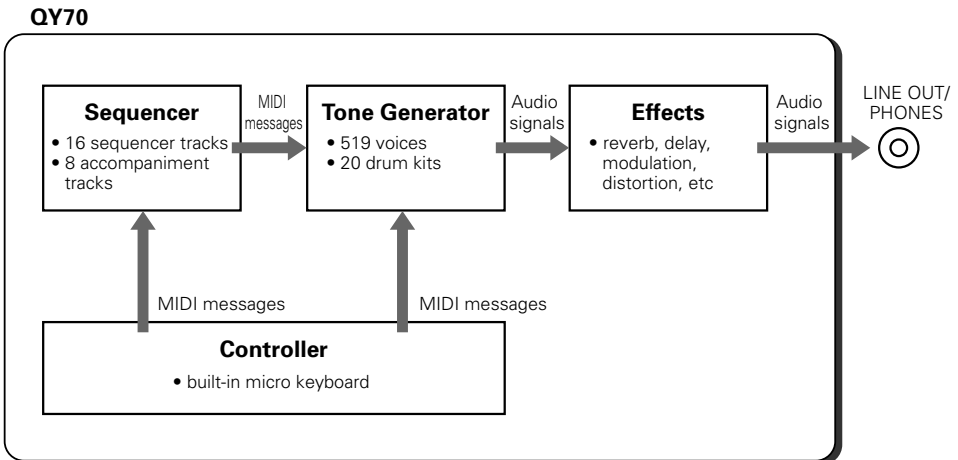 QY70
Sequencer
• 16 sequencer tracks
• 8 accompaniment
tracks
MIDI
messages
Tone Generator
• 519 voices
• 20 drum kits
Audio
signals
Effects
• reverb, delay,
modulation,
distortion, etc
Audio
signals
LINE OUT/
PHONES
MIDI messages
MIDI messages
Controller
• built-in micro keyboard